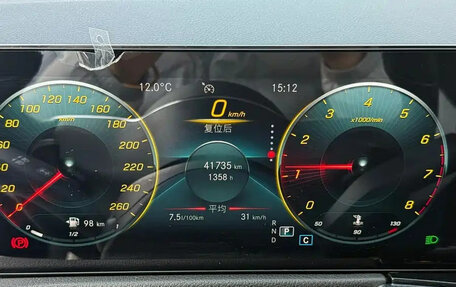 12.0°C
15:12
0 km/h
复位后
41735 km
1358 h
平均
7.5 l/100km
31 km/h
0 20 40 60 80 100 120 140 160 180 200 220 240 260
km/h
98 km
0 1/2 1
0 1 2 3 4 5 6 7 8
x1000/min
50 90 130
R
N P
D C